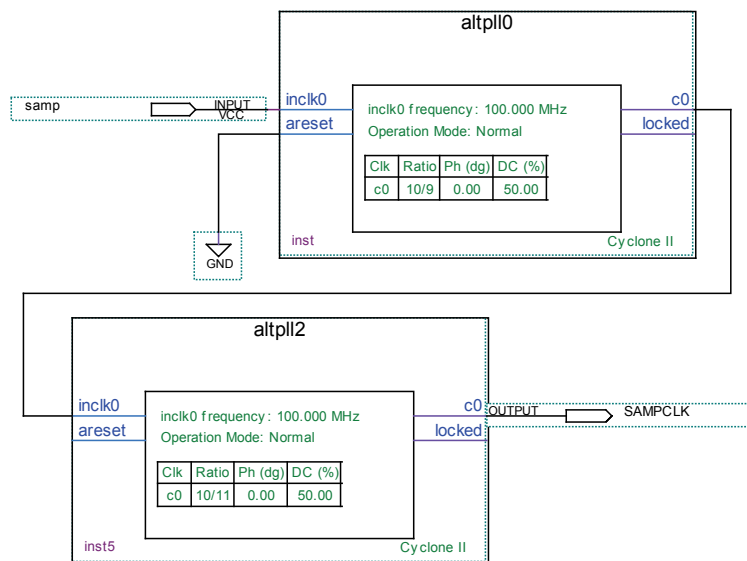 altpll0
samp
INPUT
VCC
inclk0
areset
inclk0 frequency: 100.000 MHz
Operation Mode: Normal
Clk Ratio Ph (dg) DC (%)
c0 10/9 0.00 50.00
c0
locked
inst
Cyclone II
GND
altpll2
inclk0
areset
inclk0 frequency: 100.000 MHz
Operation Mode: Normal
Clk Ratio Ph (dg) DC (%)
c0 10/11 0.00 50.00
c0
locked
OUTPUT
SAMPCLK
inst5
Cyclone II